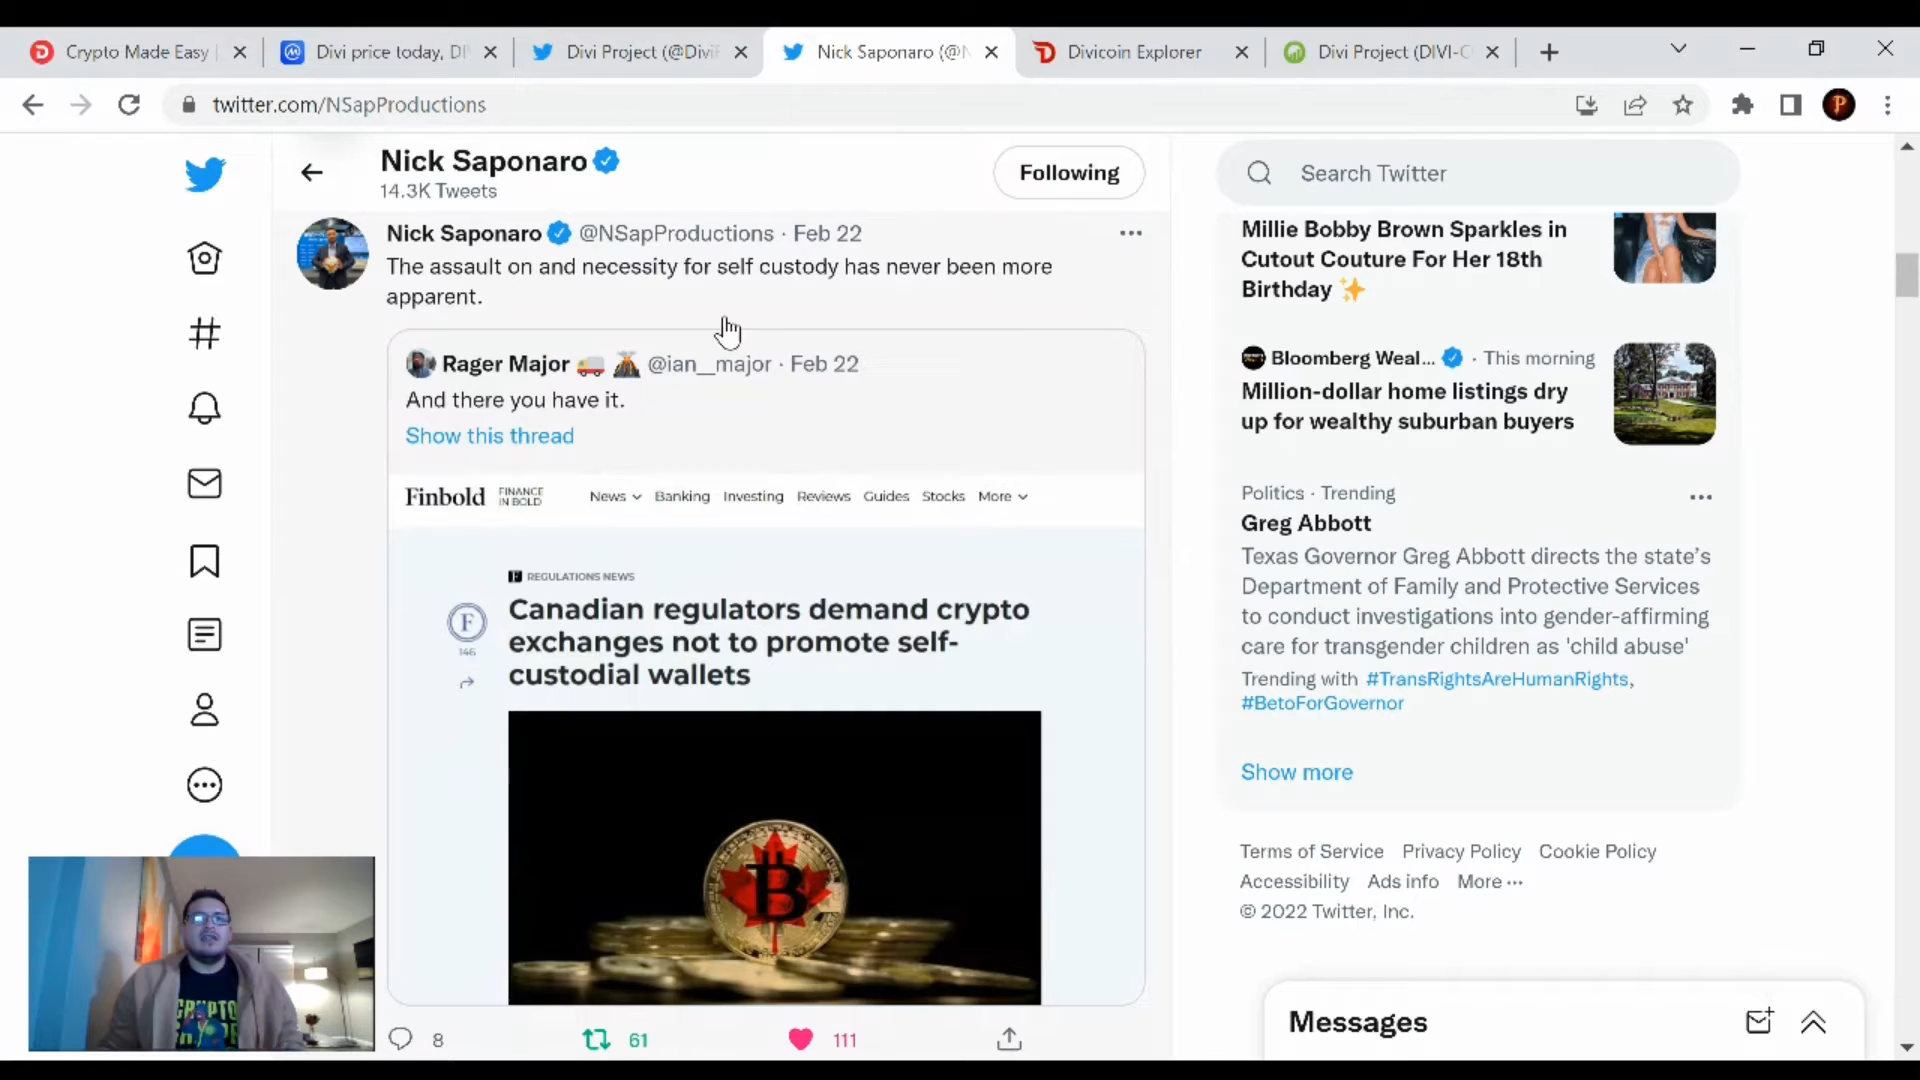 Crypto Made Easy
Divi price today, DI
Divi Project (@Divi
Nick Saponaro (@N
Divicoin Explorer
Divi Project (DIVI-C
twitter.com/NSapProductions
Nick Saponaro
14.3K Tweets
Following
Search Twitter
Nick Saponaro @NSapProductions · Feb 22
The assault on and necessity for self custody has never been more
apparent.
Rager Major @ian__major · Feb 22
And there you have it.
Show this thread
Finbold FINANCE IN BOLD News Banking Investing Reviews Guides Stocks More
REGULATIONS NEWS
F
146
Canadian regulators demand crypto
exchanges not to promote self-
custodial wallets
8 61 111
Millie Bobby Brown Sparkles in
Cutout Couture For Her 18th
Birthday ✨
Bloomberg Weal... · This morning
Million-dollar home listings dry
up for wealthy suburban buyers
Politics · Trending
Greg Abbott
Texas Governor Greg Abbott directs the state's
Department of Family and Protective Services
to conduct investigations into gender-affirming
care for transgender children as 'child abuse'
Trending with #TransRightsAreHumanRights,
#BetoForGovernor
Show more
Terms of Service Privacy Policy Cookie Policy
Accessibility Ads info More ···
© 2022 Twitter, Inc.
Messages
CRYPTO